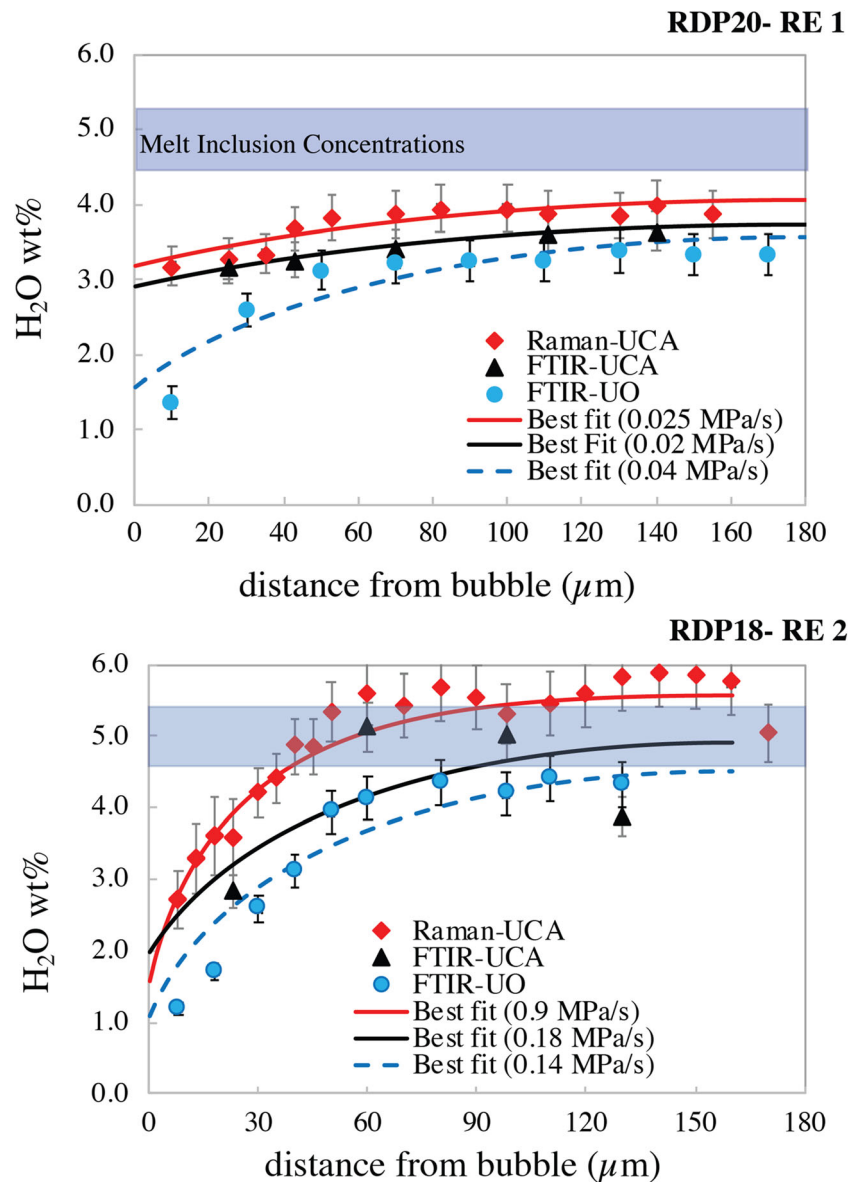 RDP20- RE 1
6.0
5.0
Melt Inclusion Concentrations
4.0
3.0
2.0
1.0
0.0
H₂O wt%
Raman-UCA
FTIR-UCA
FTIR-UO
Best fit (0.025 MPa/s)
Best Fit (0.02 MPa/s)
Best fit (0.04 MPa/s)
0 20 40 60 80 100 120 140 160 180
distance from bubble (µm)
RDP18- RE 2
6.0
5.0
4.0
3.0
2.0
1.0
0.0
H₂O wt%
Raman-UCA
FTIR-UCA
FTIR-UO
Best fit (0.9 MPa/s)
Best fit (0.18 MPa/s)
Best fit (0.14 MPa/s)
0 30 60 90 120 150 180
distance from bubble (µm)